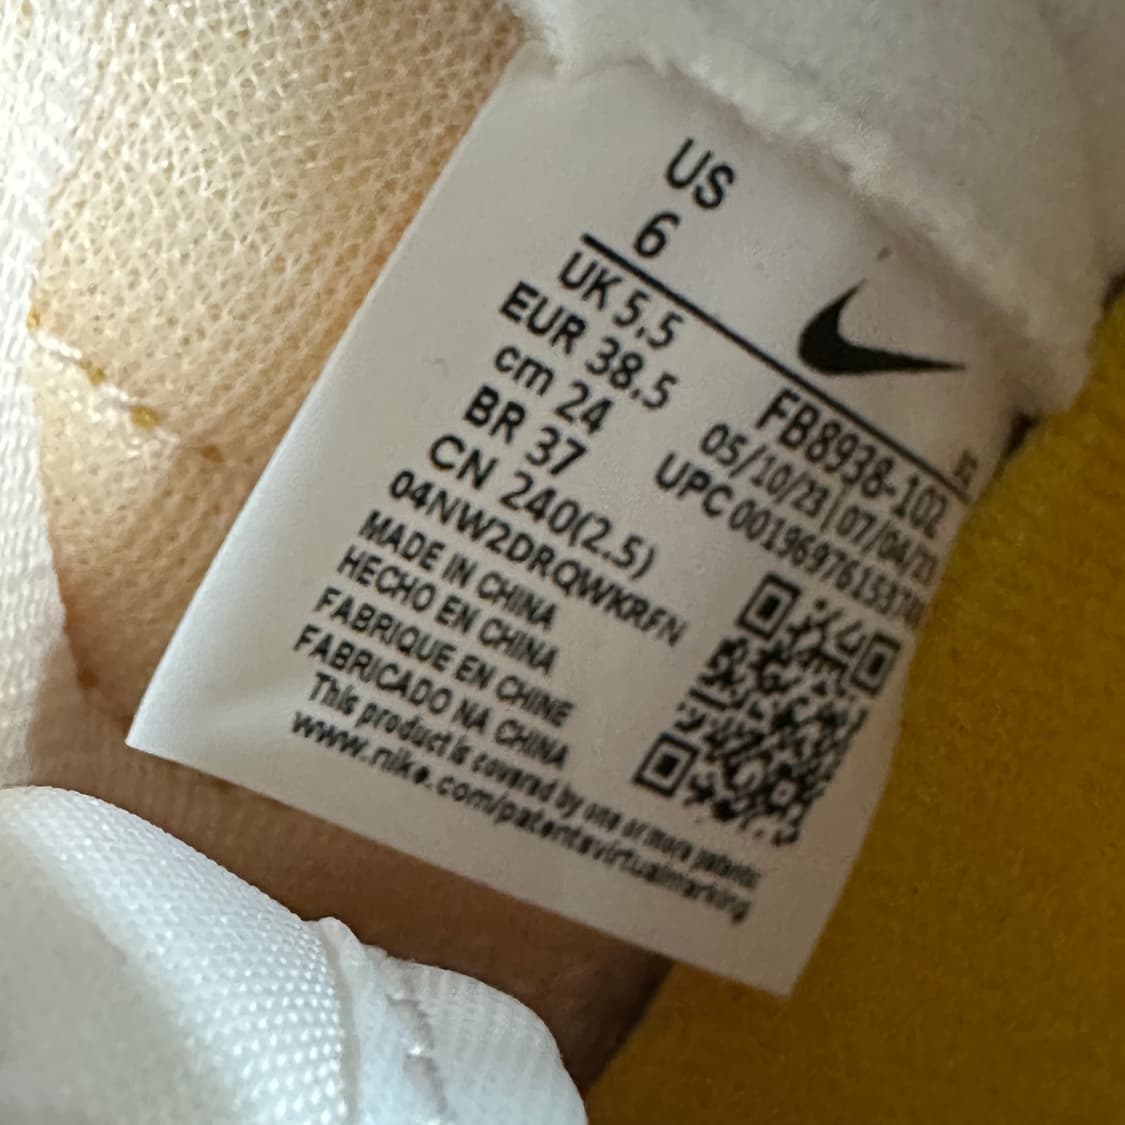 US
6
UK 5.5
EUR 38.5
cm 24
BR 37
CN 240(2.5)
04NW2DRQWKRFN
MADE IN CHINA
HECHO EN CHINA
FABRIQUE EN CHINE
FABRICADO NA CHINA
This product is covered by one or more patents:
www.nike.com/patentsvirtualmarking
FB8938-102
05/10/23|07/04/23
UPC